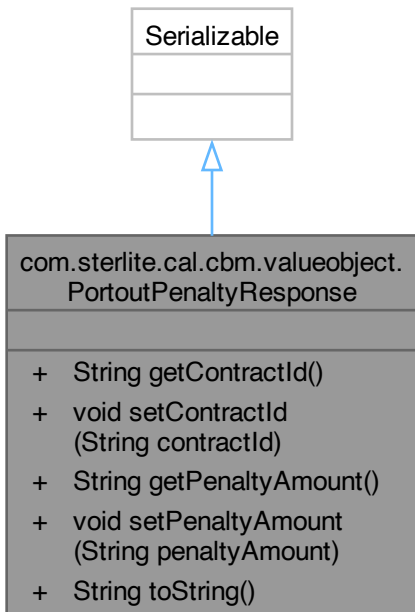 Serializable
com.sterlite.cal.cbm.valueobject.
PortoutPenaltyResponse
+ String getContractId()
+ void setContractId
(String contractId)
+ String getPenaltyAmount()
+ void setPenaltyAmount
(String penaltyAmount)
+ String toString()